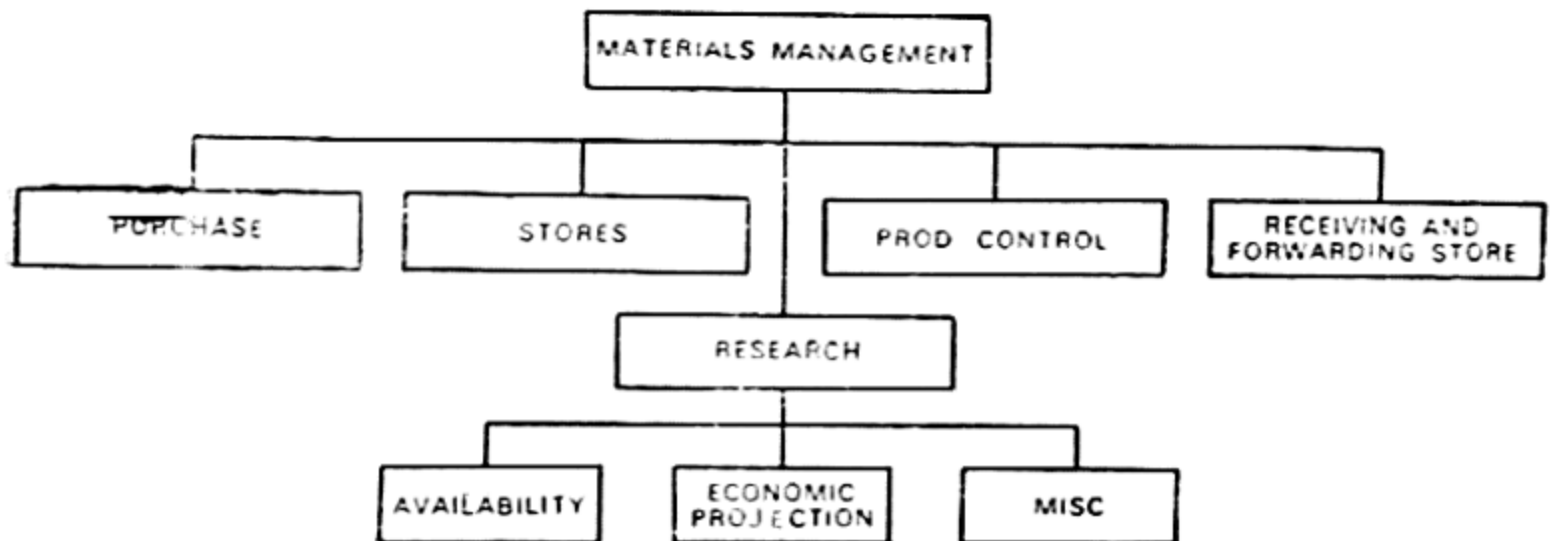 MATERIALS MANAGEMENT
PURCHASE
STORES
PROD CONTROL
RECEIVING AND
FORWARDING STORE
RESEARCH
AVAILABILITY
ECONOMIC
PROJECTION
MISC